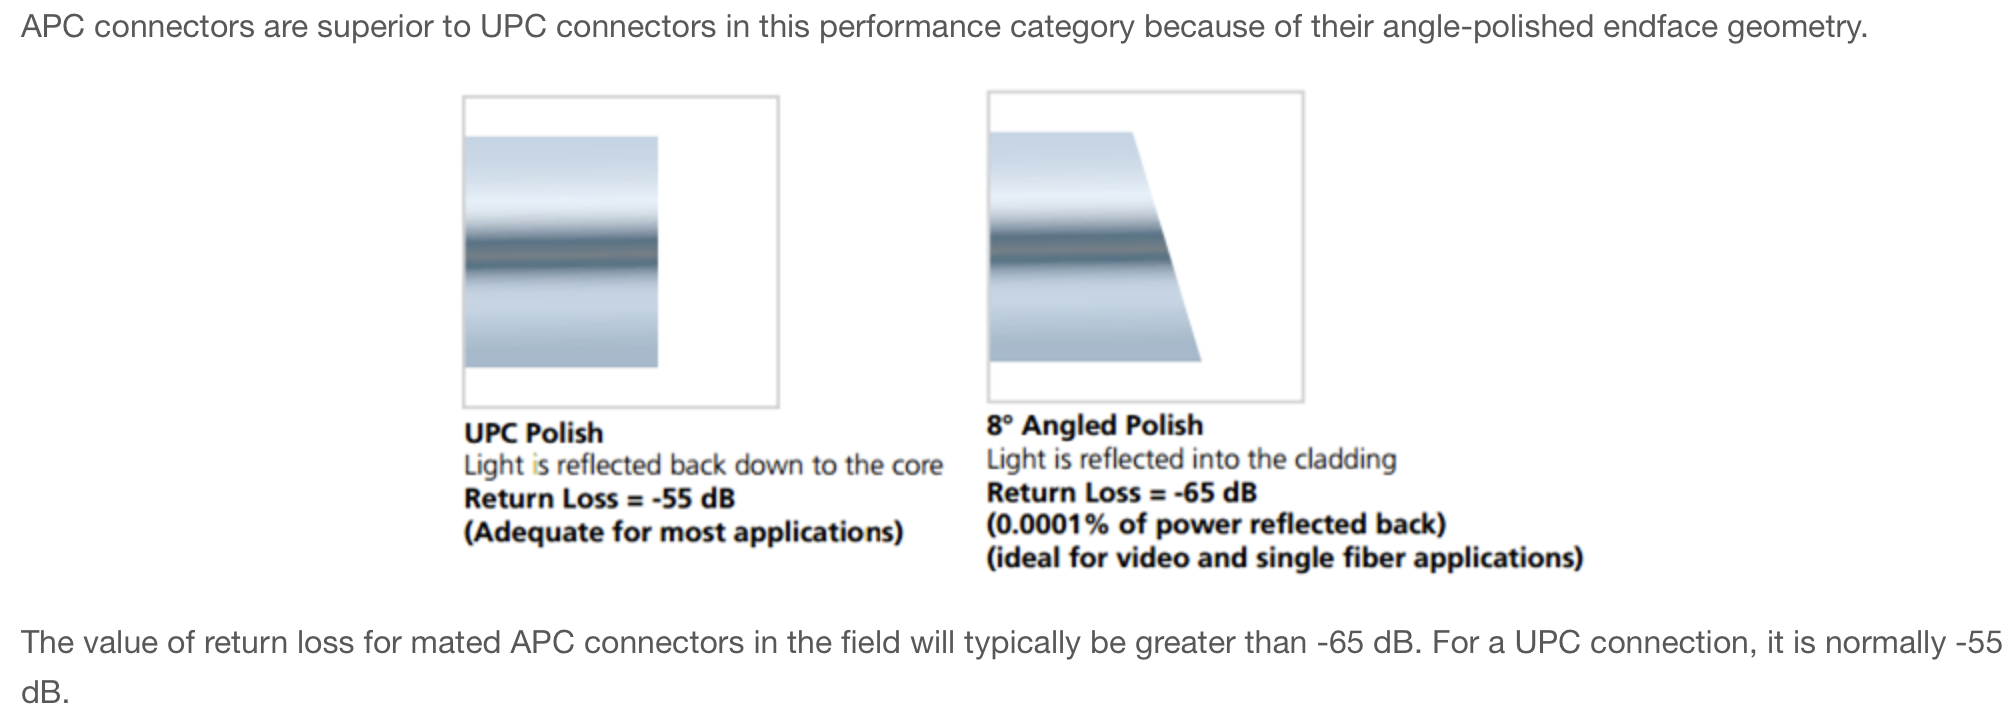 APC connectors are superior to UPC connectors in this performance category because of their angle-polished endface geometry.
UPC Polish
Light is reflected back down to the core
Return Loss = -55 dB
(Adequate for most applications)
8° Angled Polish
Light is reflected into the cladding
Return Loss = -65 dB
(0.0001% of power reflected back)
(ideal for video and single fiber applications)
The value of return loss for mated APC connectors in the field will typically be greater than -65 dB. For a UPC connection, it is normally -55
dB.